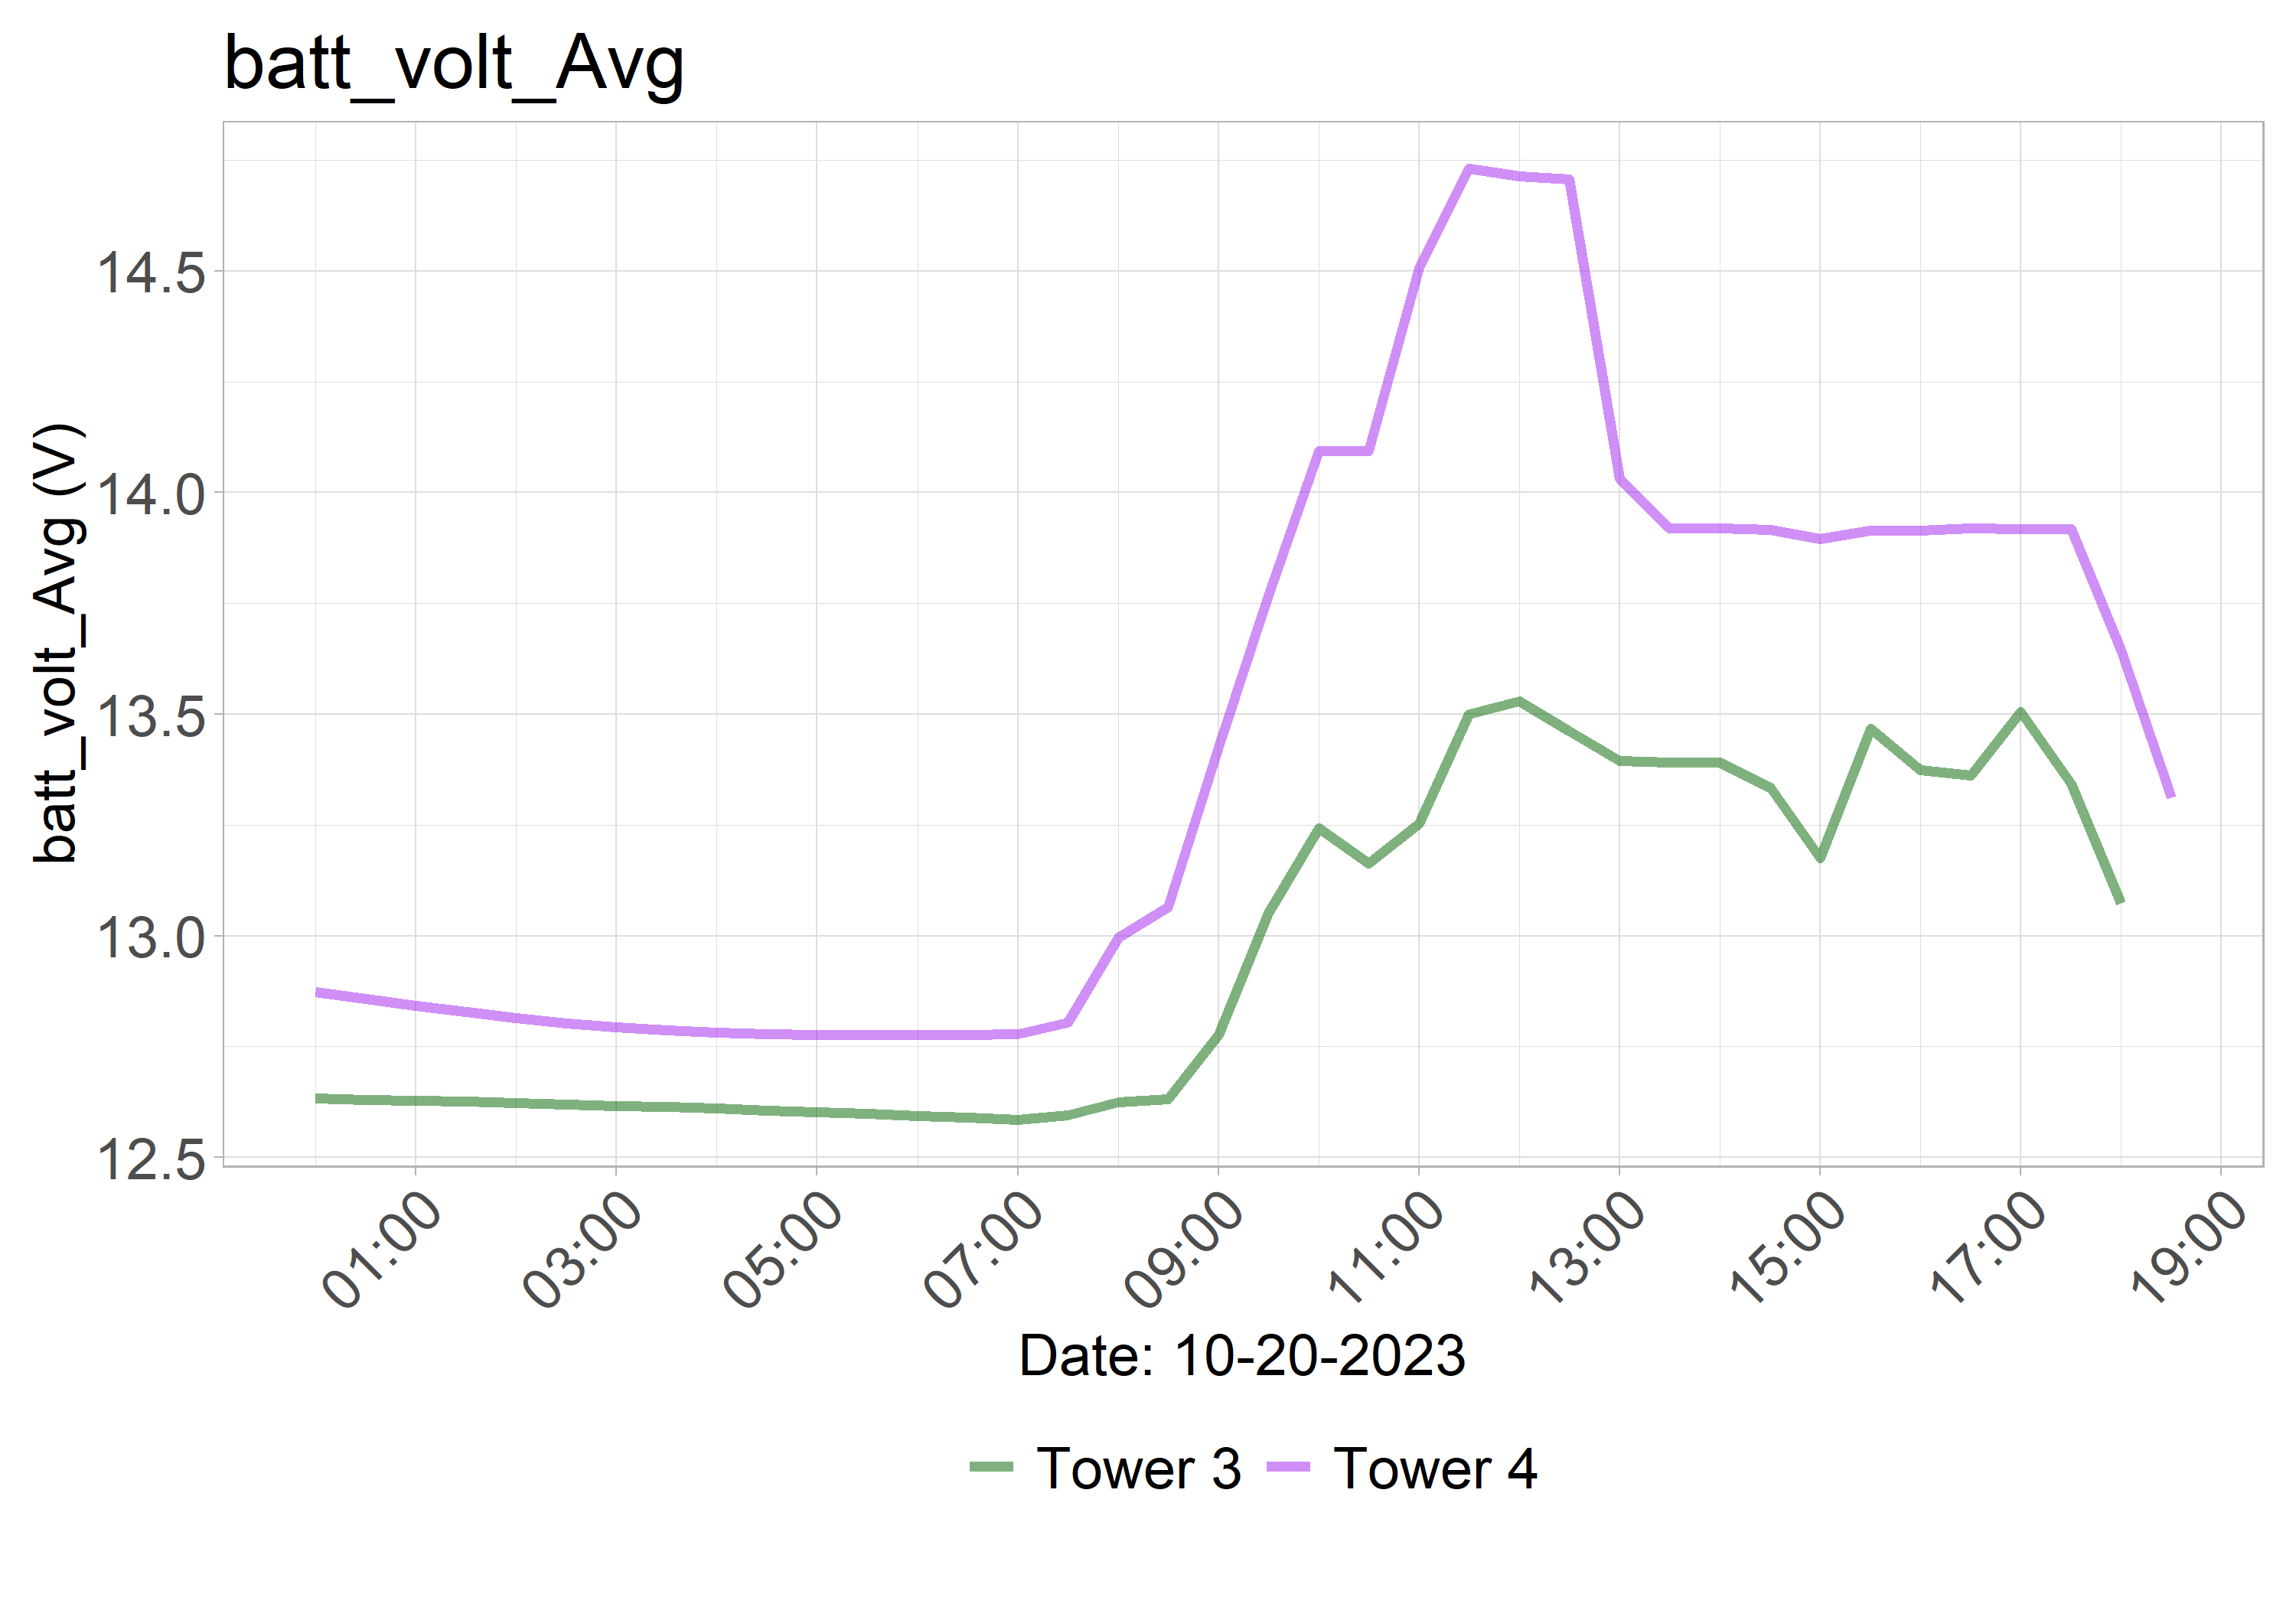 batt_volt_Avg
batt_volt_Avg (V)
14.5
14.0
13.5
13.0
12.5
01:00 03:00 05:00 07:00 09:00 11:00 13:00 15:00 17:00 19:00
Date: 10-20-2023
Tower 3 Tower 4